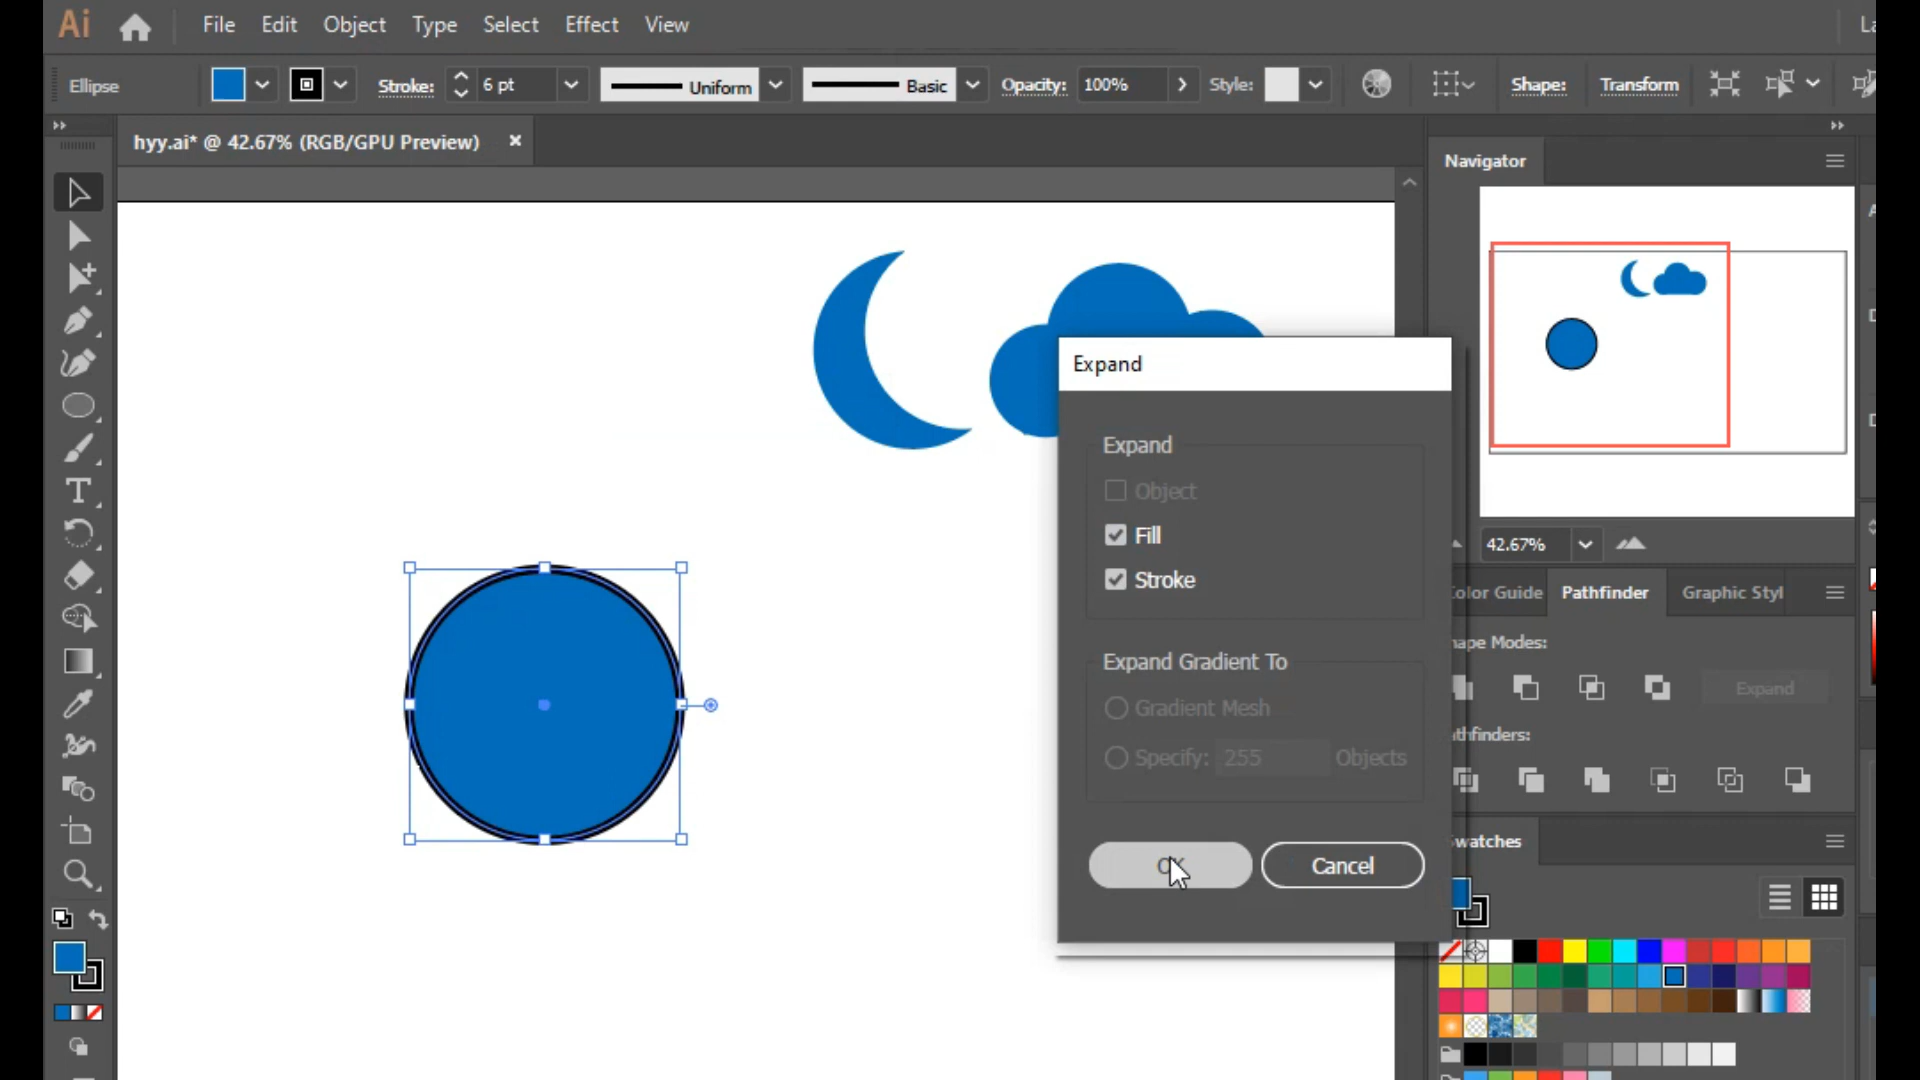 Ai File Edit Object Type Select Effect View La
Ellipse Stroke: 6 pt Uniform Basic Opacity: 100% Style: Shape: Transform
hyy.ai* @ 42.67% (RGB/GPU Preview) ×
Navigator
Expand
Expand
Object
Fill
Stroke
42.67%
olor Guide Pathfinder Graphic Styl
Expand Gradient To
hape Modes:
Gradient Mesh
Expand
athfinders:
Specify: 255 Objects
OK Cancel
watches